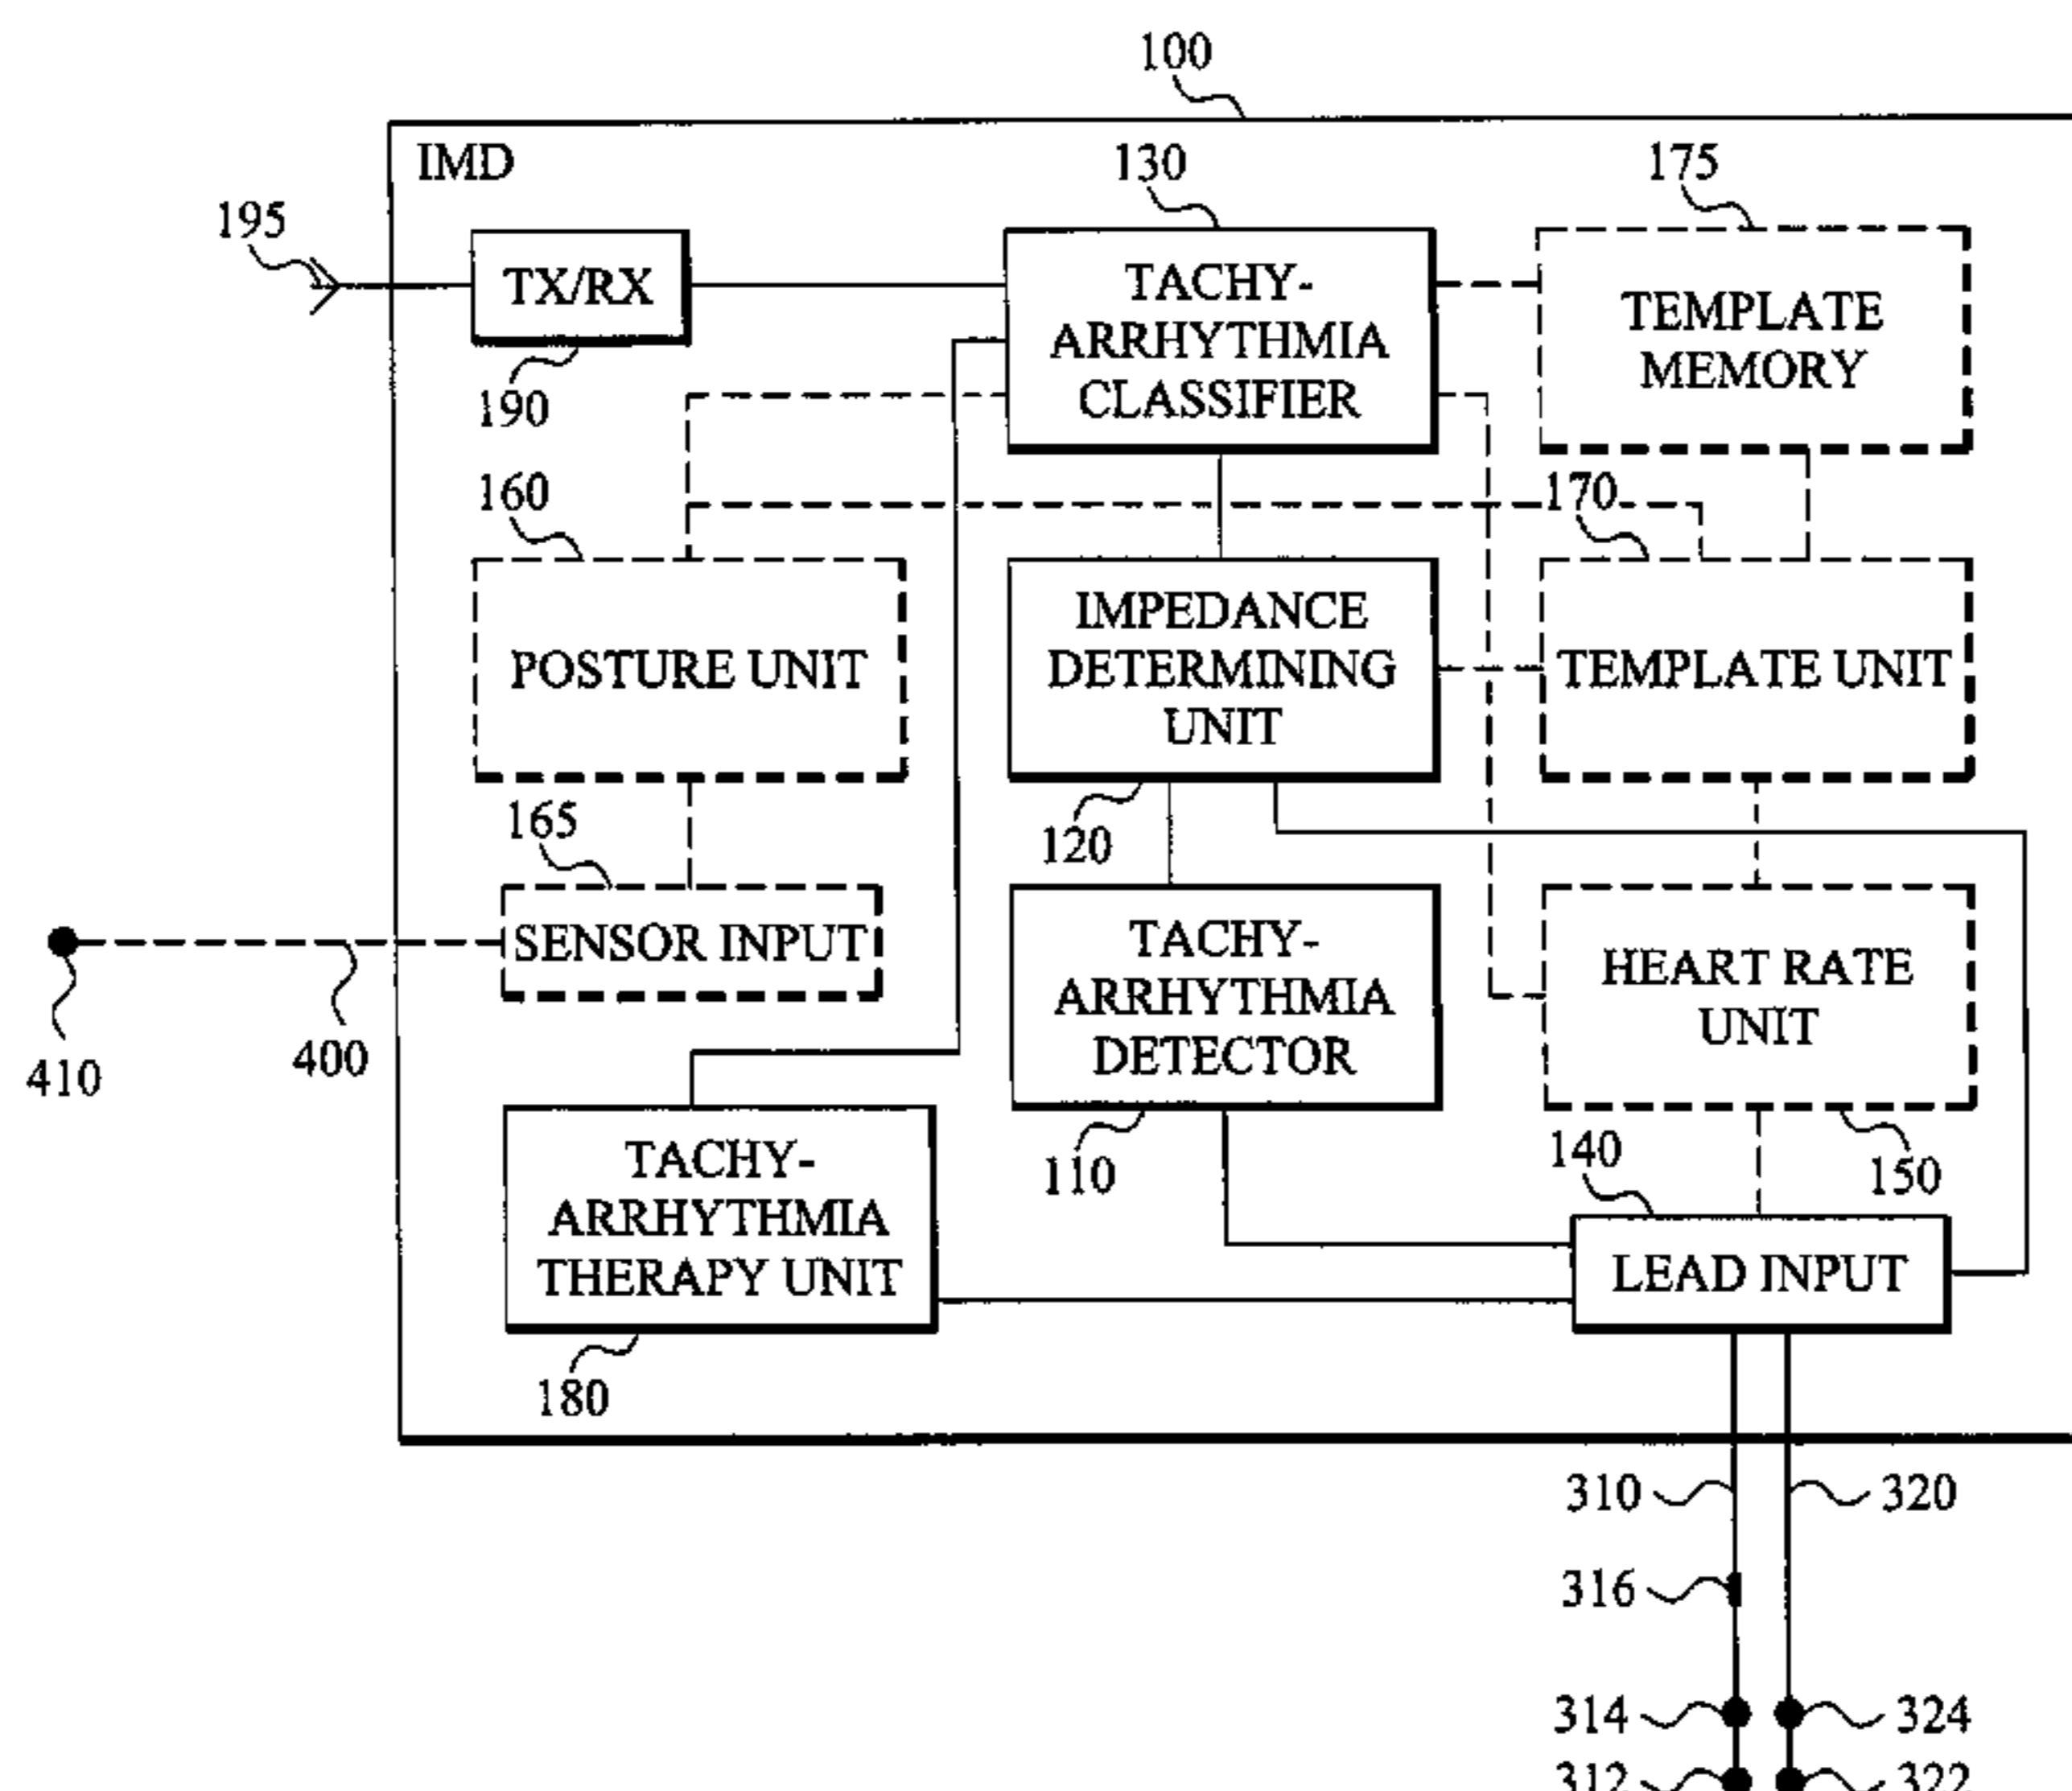 100
IMD
130
175
195
TX/RX
TACHY-
ARRHYTHMIA
CLASSIFIER
TEMPLATE
MEMORY
190
160
170
POSTURE UNIT
IMPEDANCE
DETERMINING
UNIT
TEMPLATE UNIT
165
120
SENSOR INPUT
TACHY-
ARRHYTHMIA
DETECTOR
HEART RATE
UNIT
410
400
TACHY-
ARRHYTHMIA
THERAPY UNIT
110
140
150
LEAD INPUT
180
310
320
316
314
324
312
322